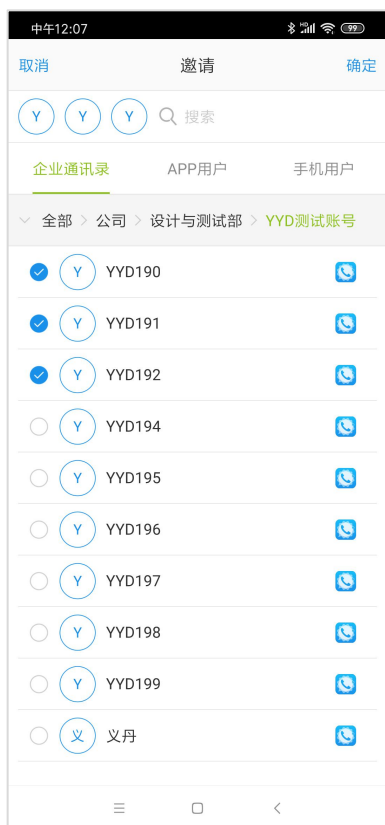 中午12:07 HD 99
取消 邀请 确定
Y Y Y 搜索
企业通讯录 APP用户 手机用户
全部 公司 设计与测试部 YYD测试账号
Y YYD190
Y YYD191
Y YYD192
Y YYD194
Y YYD195
Y YYD196
Y YYD197
Y YYD198
Y YYD199
义 义丹